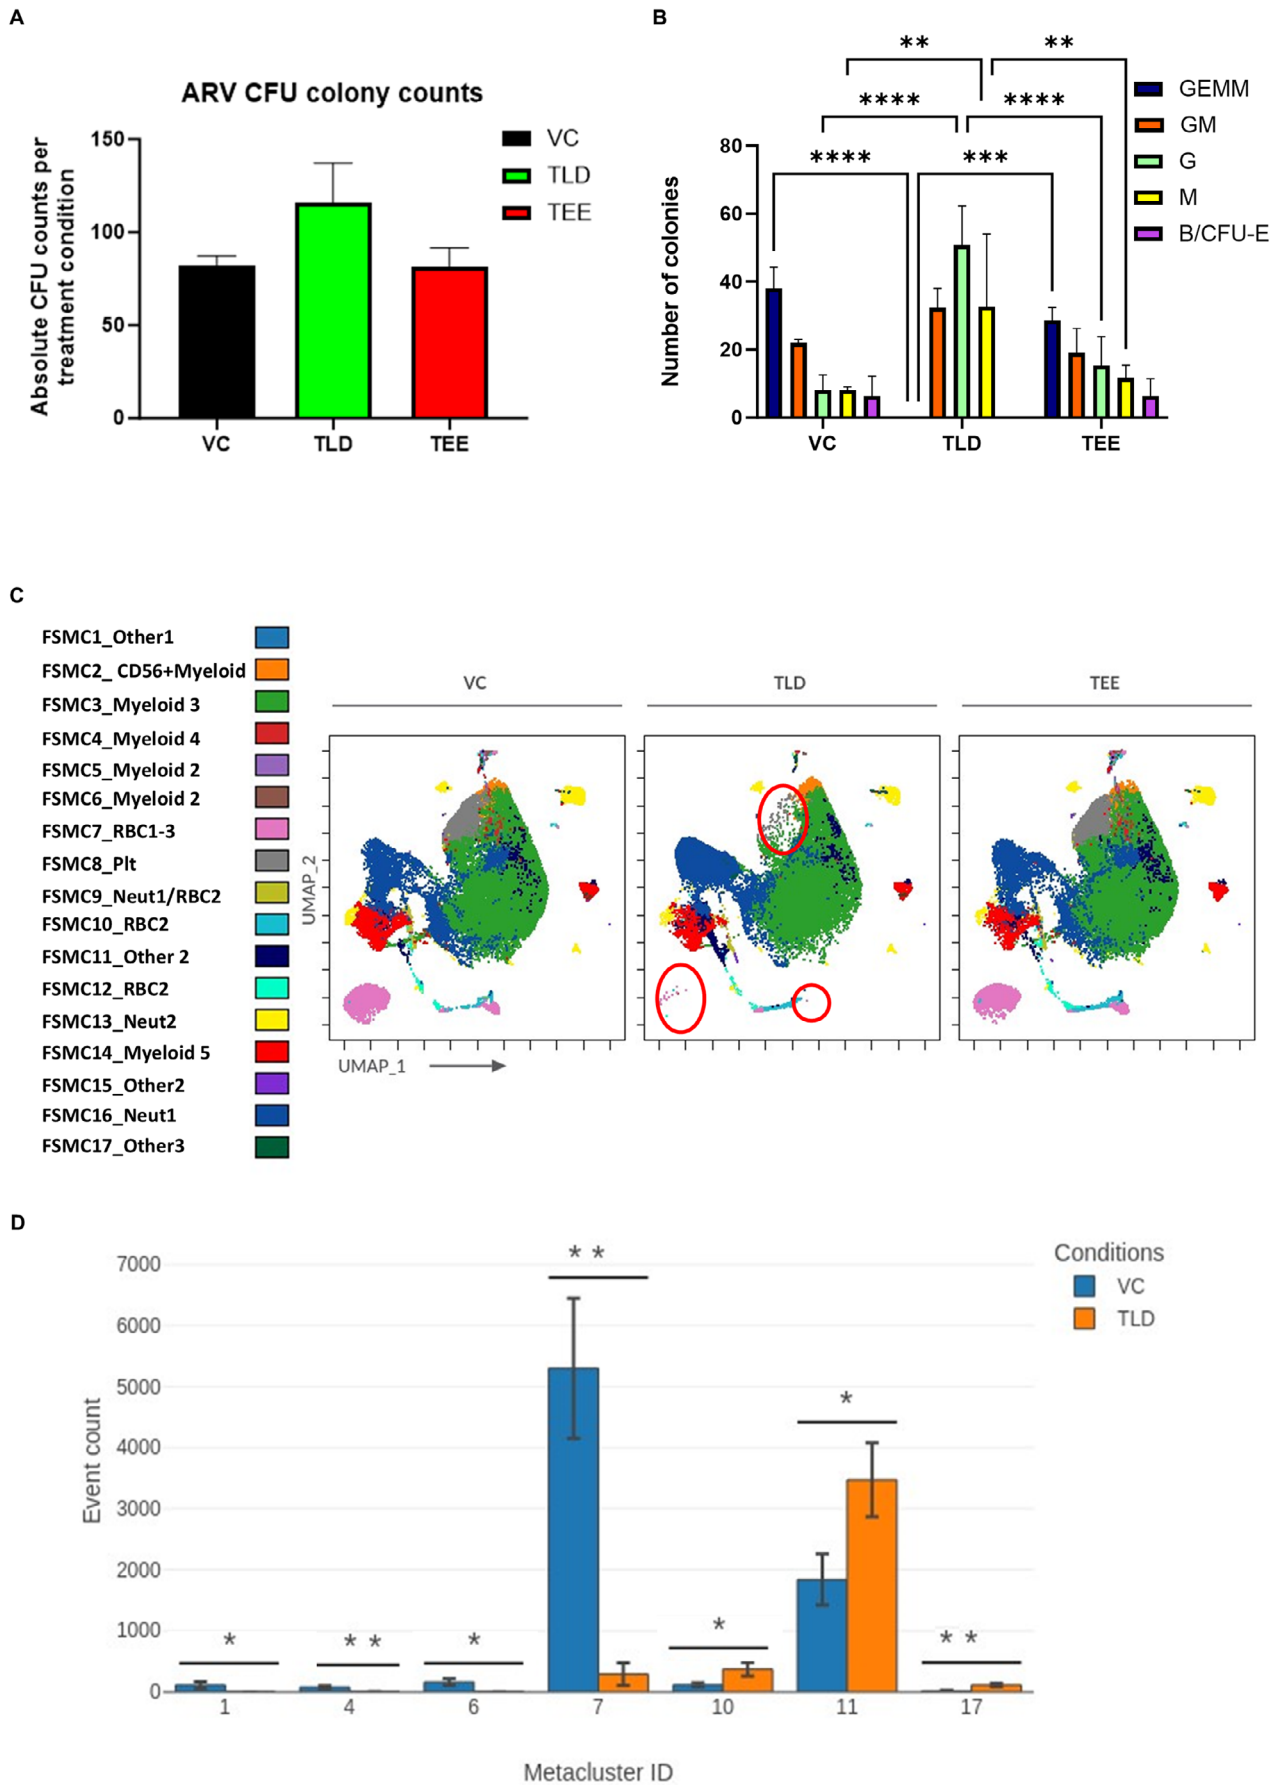 A
ARV CFU colony counts
Absolute CFU counts per
treatment condition
150
100
50
0
VC
TLD
TEE
VC
TLD
TEE
B
**
**
****
****
****
***
Number of colonies
80
60
40
20
0
VC
TLD
TEE
GEMM
GM
G
M
B/CFU-E
C
FSMC1_Other1
FSMC2_ CD56+Myeloid
FSMC3_Myeloid 3
FSMC4_Myeloid 4
FSMC5_Myeloid 2
FSMC6_Myeloid 2
FSMC7_RBC1-3
FSMC8_Plt
FSMC9_Neut1/RBC2
FSMC10_RBC2
FSMC11_Other 2
FSMC12_RBC2
FSMC13_Neut2
FSMC14_Myeloid 5
FSMC15_Other2
FSMC16_Neut1
FSMC17_Other3
VC
TLD
TEE
UMAP_2
UMAP_1
D
Event count
7000
6000
5000
4000
3000
2000
1000
0
*
* *
*
* *
*
*
* *
1
4
6
7
10
11
17
Metacluster ID
Conditions
VC
TLD